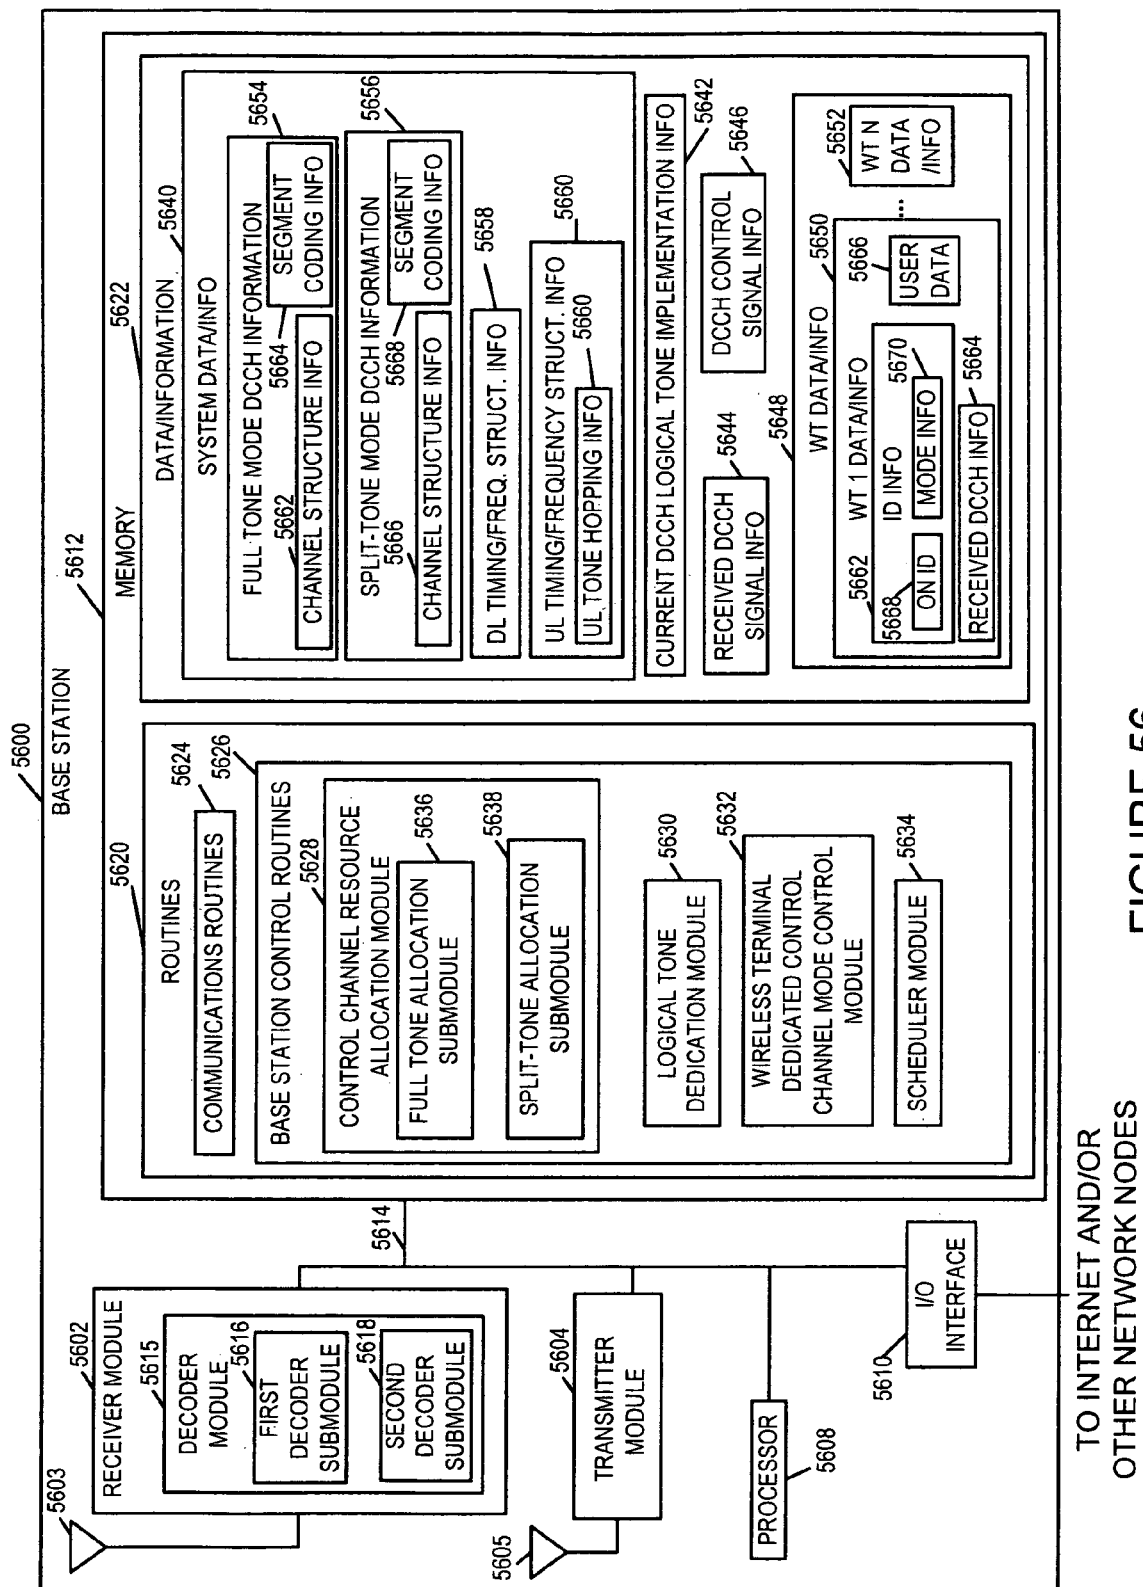 5600
BASE STATION
5603
5602
RECEIVER MODULE
5615
DECODER
MODULE
5616
FIRST
DECODER
SUBMODULE
5618
SECOND
DECODER
SUBMODULE
5605
5604
TRANSMITTER
MODULE
PROCESSOR
5608
5610
I/O
INTERFACE
TO INTERNET AND/OR
OTHER NETWORK NODES
5614
5612
MEMORY
5620
ROUTINES
5624
COMMUNICATIONS ROUTINES
5626
BASE STATION CONTROL ROUTINES
5628
CONTROL CHANNEL RESOURCE
ALLOCATION MODULE
5636
FULL TONE ALLOCATION
SUBMODULE
5638
SPLIT-TONE ALLOCATION
SUBMODULE
5630
LOGICAL TONE
DEDICATION MODULE
5632
WIRELESS TERMINAL
DEDICATED CONTROL
CHANNEL MODE CONTROL
MODULE
5634
SCHEDULER MODULE
5622
DATA/INFORMATION
5640
SYSTEM DATA/INFO
5654
FULL TONE MODE DCCH INFORMATION
5662
CHANNEL STRUCTURE INFO
5664
SEGMENT
CODING INFO
5656
SPLIT-TONE MODE DCCH INFORMATION
5666
CHANNEL STRUCTURE INFO
5668
SEGMENT
CODING INFO
5658
DL TIMING/FREQ. STRUCT. INFO
5660
UL TIMING/FREQUENCY STRUCT. INFO
5660
UL TONE HOPPING INFO
5642
CURRENT DCCH LOGICAL TONE IMPLEMENTATION INFO
5644
RECEIVED DCCH
SIGNAL INFO
5646
DCCH CONTROL
SIGNAL INFO
5648
WT DATA/INFO
5650
WT 1 DATA/INFO
5662
ID INFO
5668
ON ID
5670
MODE INFO
5664
RECEIVED DCCH INFO
5666
USER
DATA
...
5652
WT N
DATA
/INFO
FIGURE 56